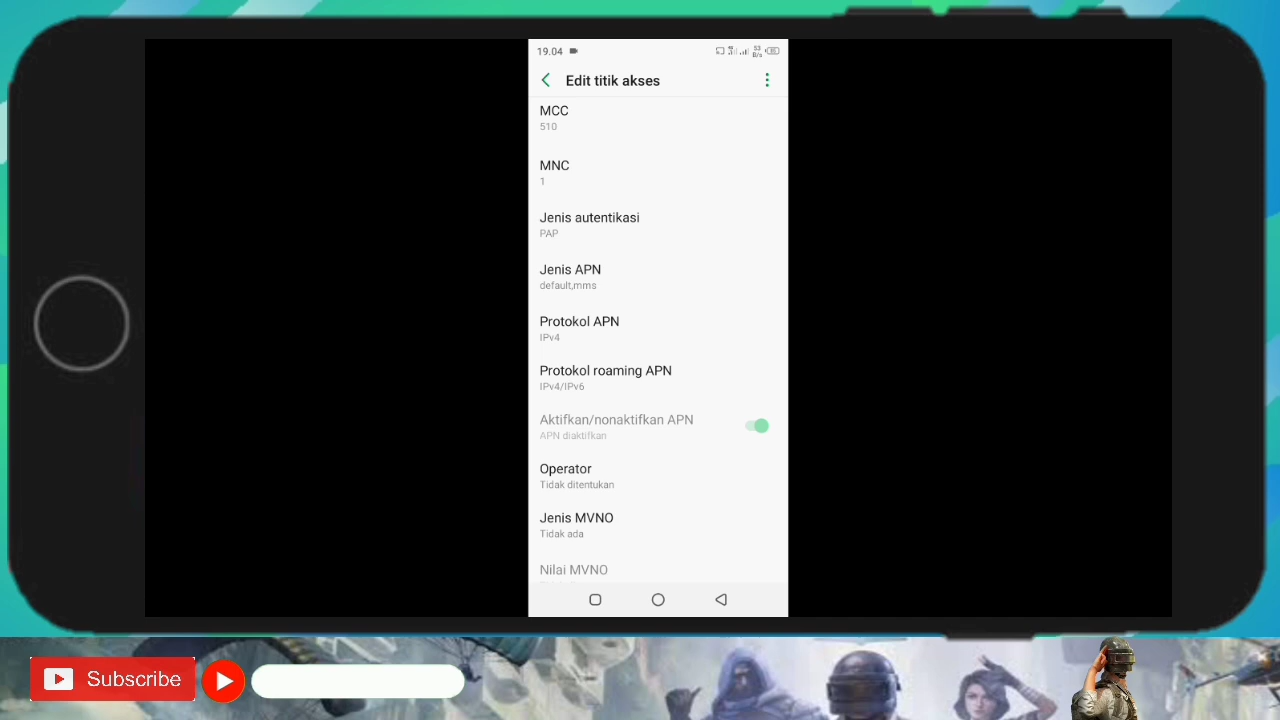 19.04
Edit titik akses
MCC
510
MNC
1
Jenis autentikasi
PAP
Jenis APN
default,mms
Protokol APN
IPv4
Protokol roaming APN
IPv4/IPv6
Aktifkan/nonaktifkan APN
APN diaktifkan
Operator
Tidak ditentukan
Jenis MVNO
Tidak ada
Nilai MVNO
Subscribe